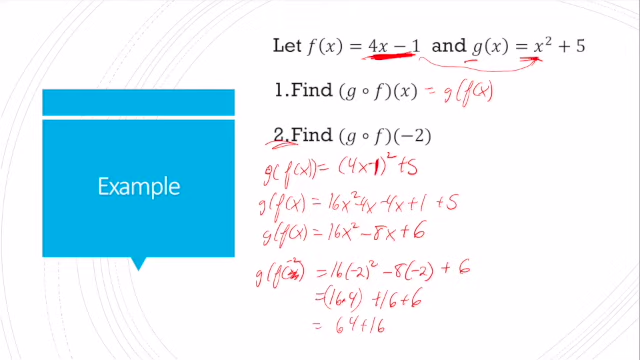 Let f(x) = 4x − 1 and g(x) = x² + 5
1.Find (g ∘ f)(x) = g(f(x)
2.Find (g ∘ f)(−2)
Example
g(f(x)) = (4x-1)² + 5
g(f(x) = 16x² - 4x - 4x + 1 + 5
g(f(x) = 16x² - 8x + 6
g(f(-2) = 16(-2)² - 8(-2) + 6
= (16·4) + 16 + 6
= 64 + 16